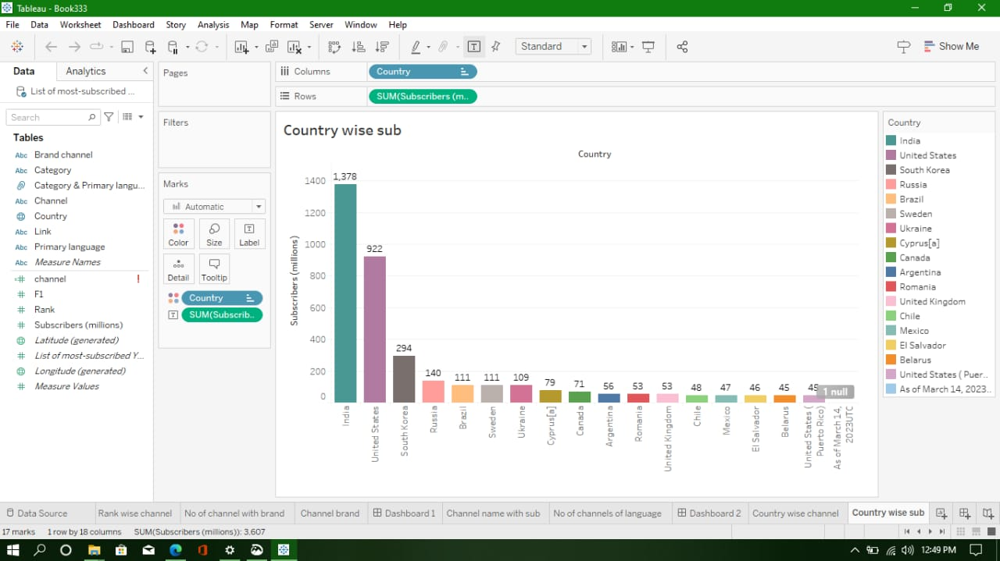 Tableau - Book333
File Data Worksheet Dashboard Story Analysis Map Format Server Window Help
Standard
Show Me
Data Analytics
List of most-subscribed ...
Search
Tables
Abc Brand channel
Abc Category
Category & Primary langu...
Abc Channel
Country
Abc Link
Abc Primary language
Abc Measure Names
channel !
F1
Rank
Subscribers (millions)
Latitude (generated)
List of most-subscribed Y...
Longitude (generated)
Measure Values
Pages
Filters
Marks
Automatic
Color Size Label
Detail Tooltip
Country
SUM(Subscrib..
Columns Country
Rows SUM(Subscribers (m..
Country wise sub
Country
Subscribers (millions)
1400
1200
1000
800
600
400
200
0
1,378
922
294
140
111
111
109
79
71
56
53
53
48
47
46
45
45
1 null
India
United States
South Korea
Russia
Brazil
Sweden
Ukraine
Cyprus[a]
Canada
Argentina
Romania
United Kingdom
Chile
Mexico
El Salvador
Belarus
United States (
Puerto Rico)
As of March 14,
2023UTC
Country
India
United States
South Korea
Russia
Brazil
Sweden
Ukraine
Cyprus[a]
Canada
Argentina
Romania
United Kingdom
Chile
Mexico
El Salvador
Belarus
United States ( Puer..
As of March 14, 2023..
Data Source Rank wise channel No of channel with brand Channel brand Dashboard 1 Channel name with sub No of channels of language Dashboard 2 Country wise channel Country wise sub
17 marks 1 row by 18 columns SUM(Subscribers (millions)): 3,607
12:49 PM